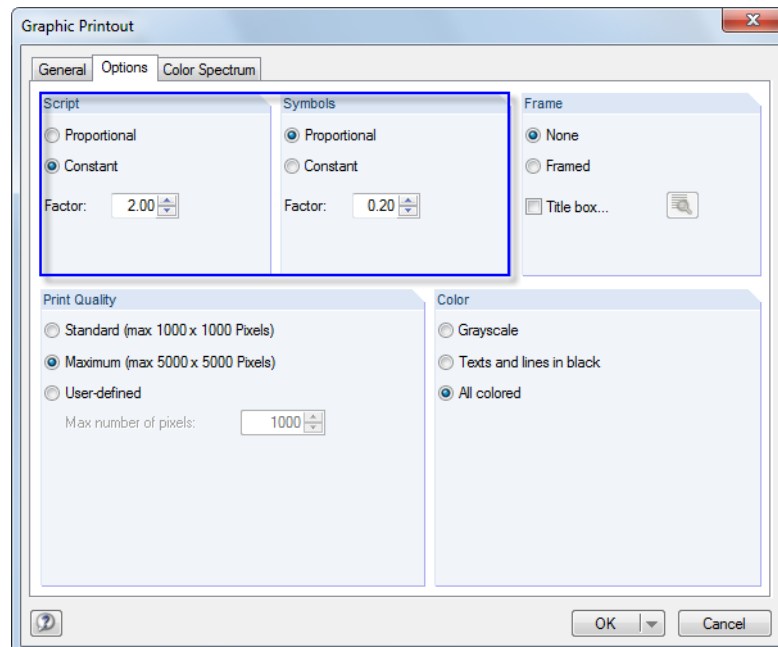 Graphic Printout
General Options Color Spectrum
Script
Proportional
Constant
Factor: 2.00
Symbols
Proportional
Constant
Factor: 0.20
Frame
None
Framed
Title box...
Print Quality
Standard (max 1000 x 1000 Pixels)
Maximum (max 5000 x 5000 Pixels)
User-defined
Max number of pixels: 1000
Color
Grayscale
Texts and lines in black
All colored
OK Cancel